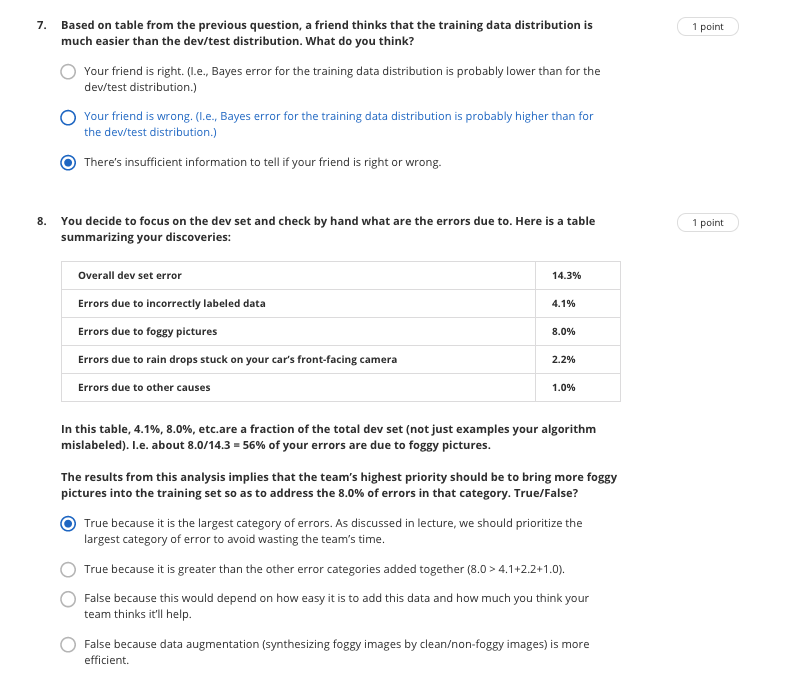 7. Based on table from the previous question, a friend thinks that the training data distribution is
1 point
much easier than the dev/test distribution. What do you think?
Your friend is right. (I.e., Bayes error for the training data distribution is probably lower than for the
dev/test distribution.)
Your friend is wrong. (I.e., Bayes error for the training data distribution is probably higher than for
the dev/test distribution.)
There's insufficient information to tell if your friend is right or wrong.
8. You decide to focus on the dev set and check by hand what are the errors due to. Here is a table
1 point
summarizing your discoveries:
Overall dev set error 14.3%
Errors due to incorrectly labeled data 4.1%
Errors due to foggy pictures 8.0%
Errors due to rain drops stuck on your car's front-facing camera 2.2%
Errors due to other causes 1.0%
In this table, 4.1%, 8.0%, etc.are a fraction of the total dev set (not just examples your algorithm
mislabeled). I.e. about 8.0/14.3 = 56% of your errors are due to foggy pictures.
The results from this analysis implies that the team's highest priority should be to bring more foggy
pictures into the training set so as to address the 8.0% of errors in that category. True/False?
True because it is the largest category of errors. As discussed in lecture, we should prioritize the
largest category of error to avoid wasting the team's time.
True because it is greater than the other error categories added together (8.0 > 4.1+2.2+1.0).
False because this would depend on how easy it is to add this data and how much you think your
team thinks it'll help.
False because data augmentation (synthesizing foggy images by clean/non-foggy images) is more
efficient.